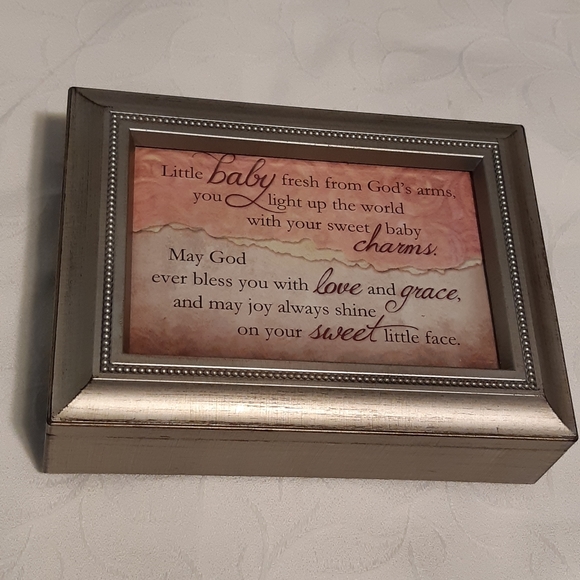 Little baby fresh from God's arms,
you light up the world
with your sweet baby
charms.
May God
ever bless you with love and grace,
and may joy always shine
on your sweet little face.